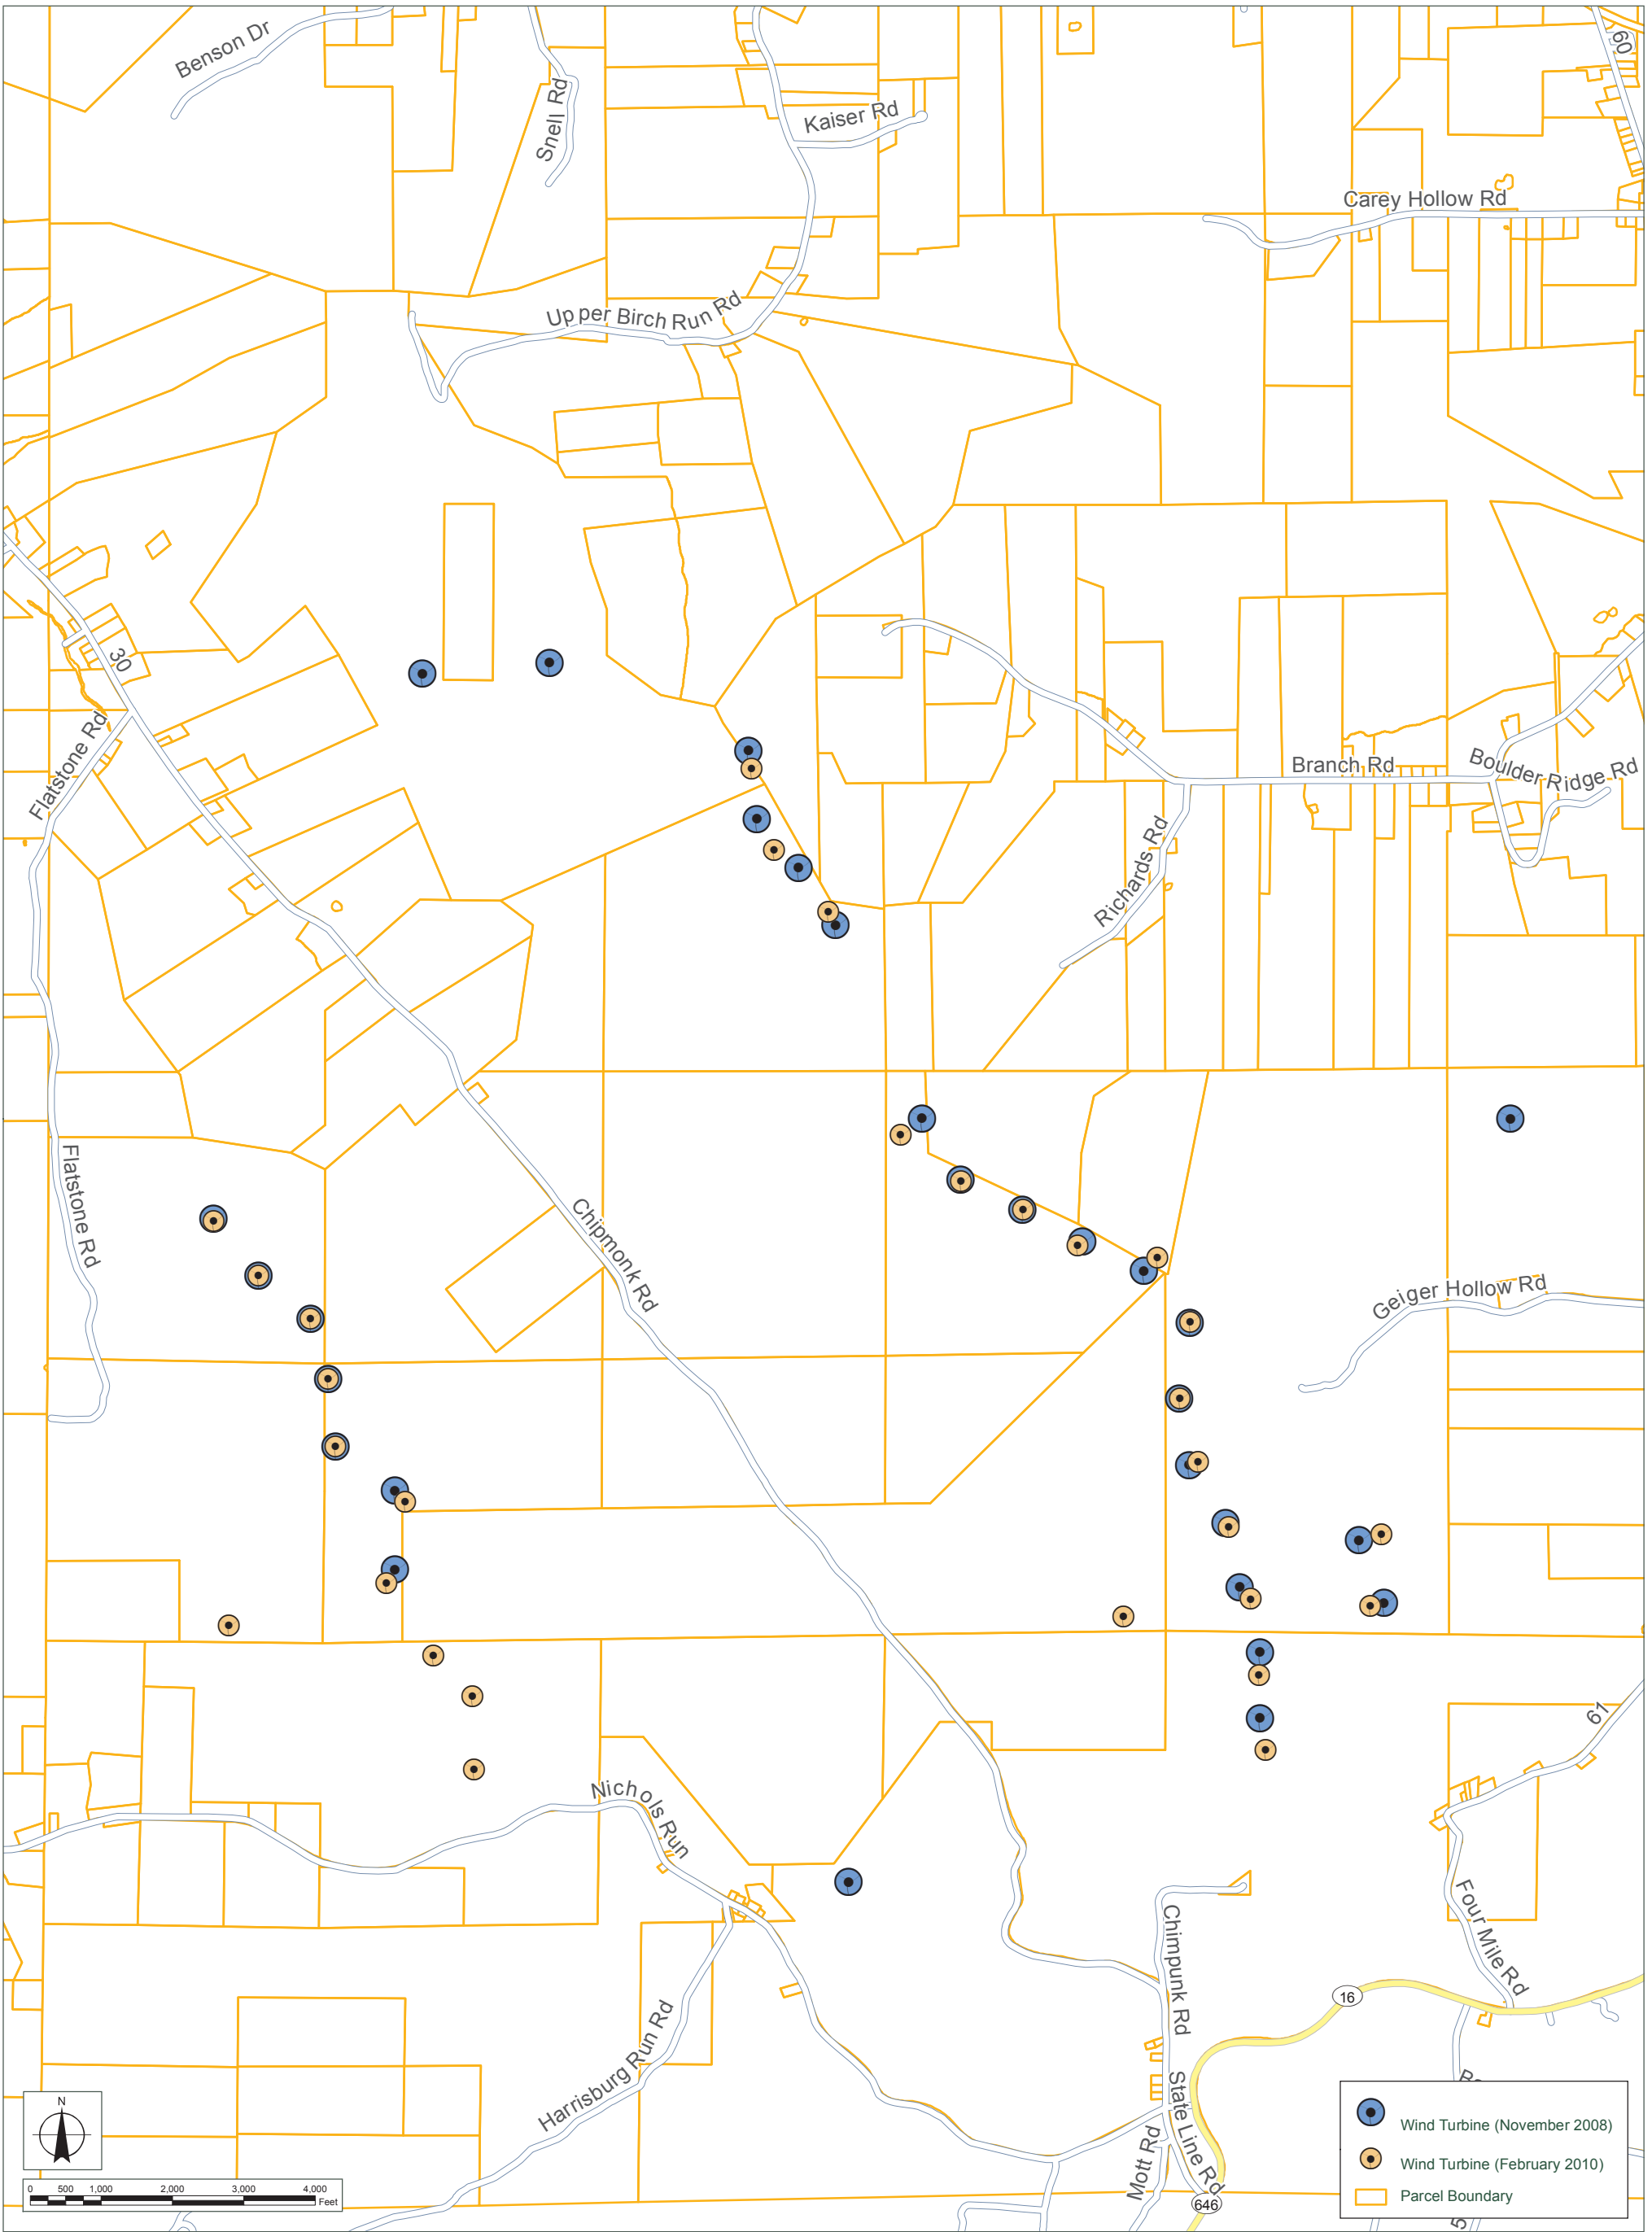 Benson Dr
Snell Rd
Kaiser Rd
60
Carey Hollow Rd
Upper Birch Run Rd
30
Flatstone Rd
Branch Rd
Boulder Ridge Rd
Richards Rd
Flatstone Rd
Chipmonk Rd
Geiger Hollow Rd
61
Nichols Run
Four Mile Rd
Chimpunk Rd
16
Harrisburg Run Rd
State Line Rd
Mott Rd
646
N
0 500 1,000 2,000 3,000 4,000
Feet
Wind Turbine (November 2008)
Wind Turbine (February 2010)
Parcel Boundary